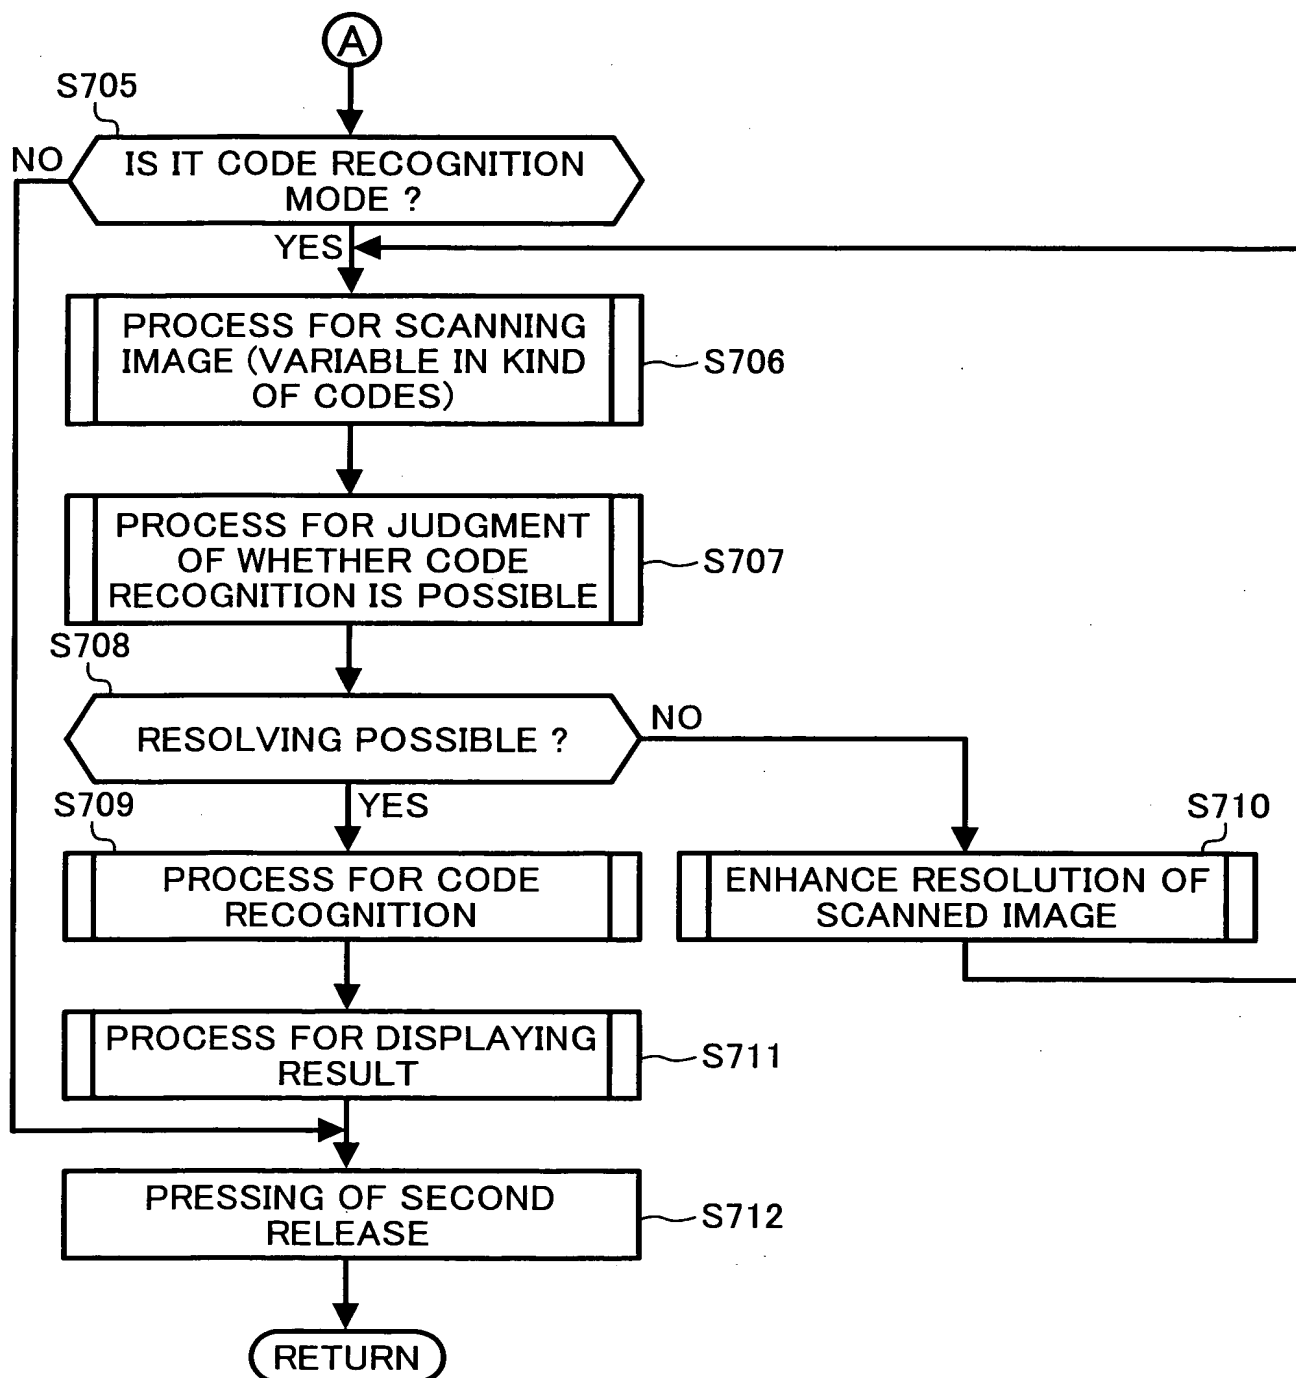 A
S705
NO
IS IT CODE RECOGNITION
MODE ?
YES
PROCESS FOR SCANNING
IMAGE (VARIABLE IN KIND
OF CODES)
S706
PROCESS FOR JUDGMENT
OF WHETHER CODE
RECOGNITION IS POSSIBLE
S707
S708
RESOLVING POSSIBLE ?
NO
YES
S709
PROCESS FOR CODE
RECOGNITION
S710
ENHANCE RESOLUTION OF
SCANNED IMAGE
PROCESS FOR DISPLAYING
RESULT
S711
PRESSING OF SECOND
RELEASE
S712
RETURN